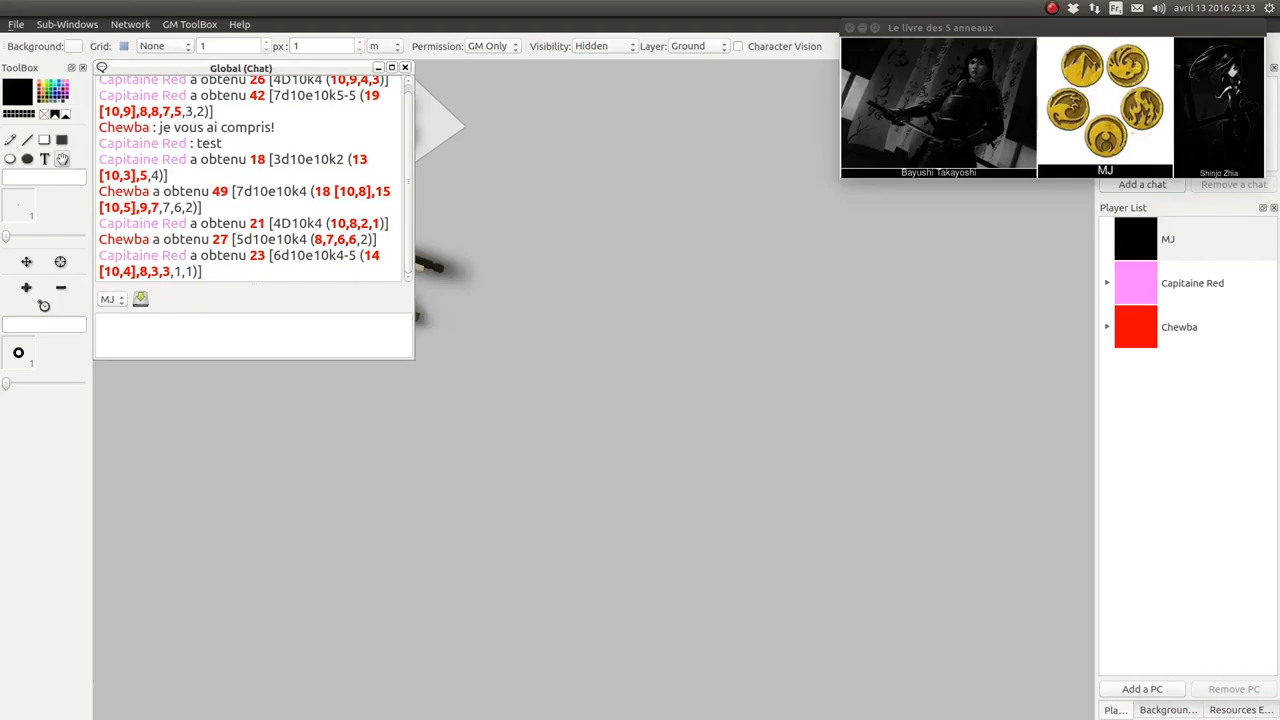 avril 13 2016 23:33
File Sub-Windows Network GM ToolBox Help
Le livre des 5 anneaux
Background: Grid: None 1 px : 1 m Permission: GM Only Visibility: Hidden Layer: Ground Character Vision
ToolBox
Global (Chat)
Capitaine Red a obtenu 26 [4D10k4 (10,9,4,3)]
Capitaine Red a obtenu 42 [7d10e10k5-5 (19
[10,9],8,8,7,5,3,2)]
Chewba : je vous ai compris!
Capitaine Red : test
Capitaine Red a obtenu 18 [3d10e10k2 (13
[10,3],5,4)]
Chewba a obtenu 49 [7d10e10k4 (18 [10,8],15
[10,5],9,7,7,6,2)]
Capitaine Red a obtenu 21 [4D10k4 (10,8,2,1)]
Chewba a obtenu 27 [5d10e10k4 (8,7,6,6,2)]
Capitaine Red a obtenu 23 [6d10e10k4-5 (14
[10,4],8,3,3,1,1)]
MJ
1
1
Bayushi Takayoshi
MJ
Shinjo Zhia
Add a chat Remove a chat
Player List
MJ
Capitaine Red
Chewba
Add a PC Remove PC
Pla... Backgroun... Resources E...